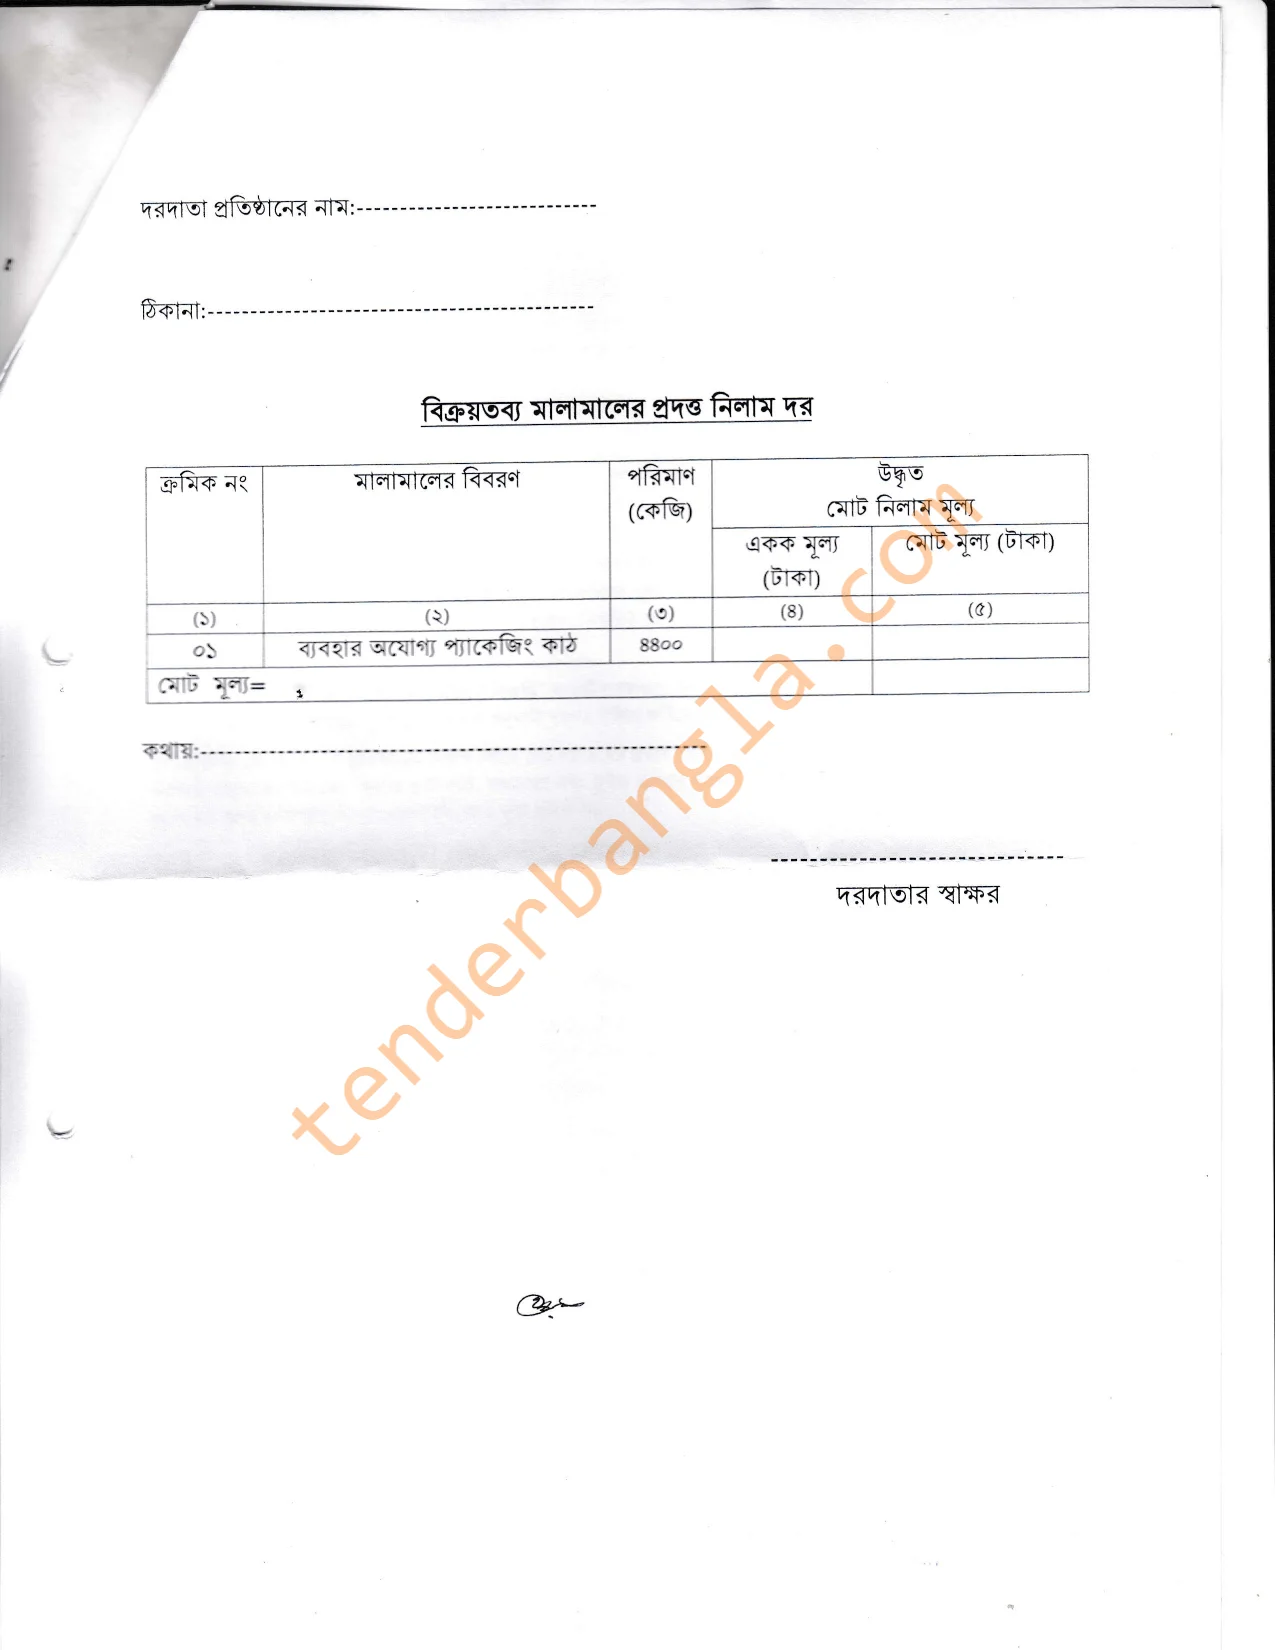 দরদাতা প্রতিষ্ঠানের নাম:----------------------------
ঠিকানা:---------------------------------------------
বিক্রয়তব্য মালামালের প্রদত্ত নিলাম দর
ক্রমিক নং মালামালের বিবরণ পরিমাণ (কেজি) উদ্ধৃত মোট নিলাম মূল্য
একক মূল্য (টাকা) মোট মূল্য (টাকা)
(১) (২) (৩) (৪) (৫)
০১ ব্যবহার অযোগ্য প্যাকেজিং কাঠ ৪৪০০
মোট মূল্য=
কথায়:-----------------------------------------------------------
----------------------------------
দরদাতার স্বাক্ষর
tenderbangla.com